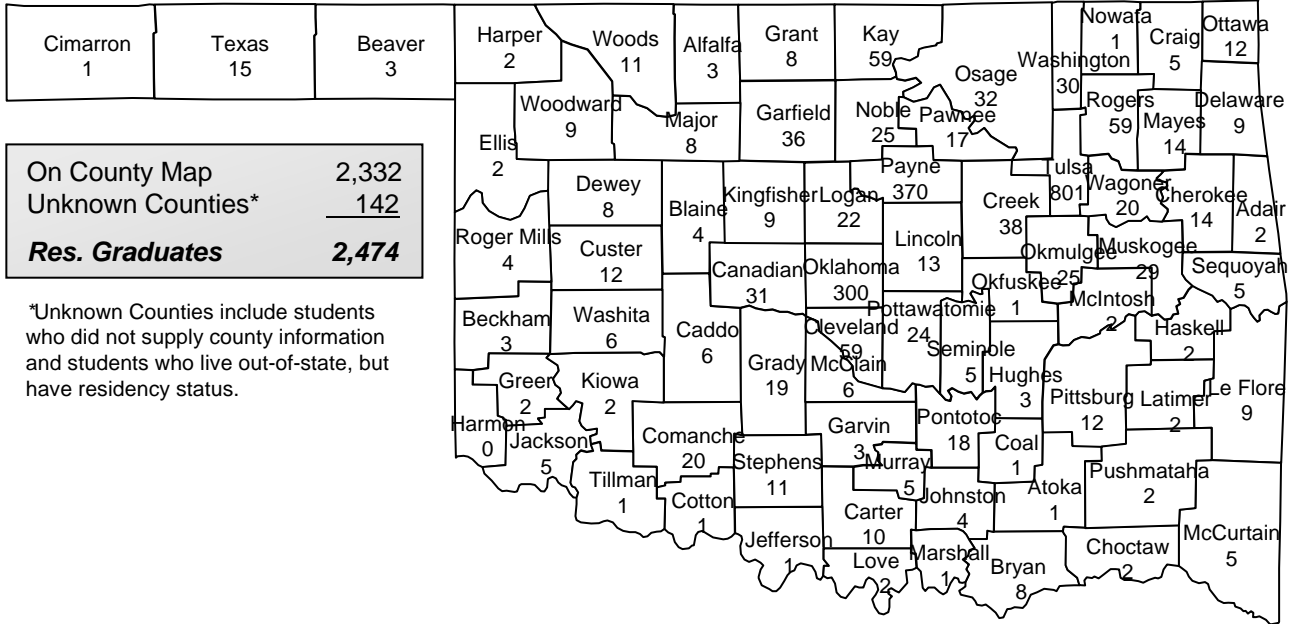 Cimarron
1
Texas
15
Beaver
3
Harper
2
Woods
11
Alfalfa
3
Grant
8
Kay
59
Osage
32
Washington
30
Nowata
1
Craig
5
Ottawa
12
Woodward
9
Ellis
2
Major
8
Garfield
36
Noble
25
Pawnee
17
Rogers
59
Mayes
14
Delaware
9
On County Map 2,332
Unknown Counties* 142
Res. Graduates 2,474
*Unknown Counties include students
who did not supply county information
and students who live out-of-state, but
have residency status.
Dewey
8
Blaine
4
Kingfisher
9
Logan
22
Payne
370
Creek
38
ulsa
801
Wagoner
20
Cherokee
14
Adair
2
Roger Mills
4
Custer
12
Canadian
31
Oklahoma
300
Lincoln
13
Okmulgee
25
Muskogee
29
Sequoyah
5
Okfuskee
1
McIntosh
2
Beckham
3
Washita
6
Caddo
6
Grady
19
Cleveland
59
McClain
6
Pottawatomie
24
Seminole
5
Hughes
3
Haskell
2
Pittsburg
12
Latimer
2
Le Flore
9
Greer
2
Kiowa
2
Harmon
0
Jackson
5
Comanche
20
Stephens
11
Garvin
3
Murray
5
Pontotoc
18
Coal
1
Tillman
1
Cotton
1
Jefferson
1
Carter
10
Johnston
4
Atoka
1
Pushmataha
2
Love
2
Marshall
1
Bryan
8
Choctaw
2
McCurtain
5